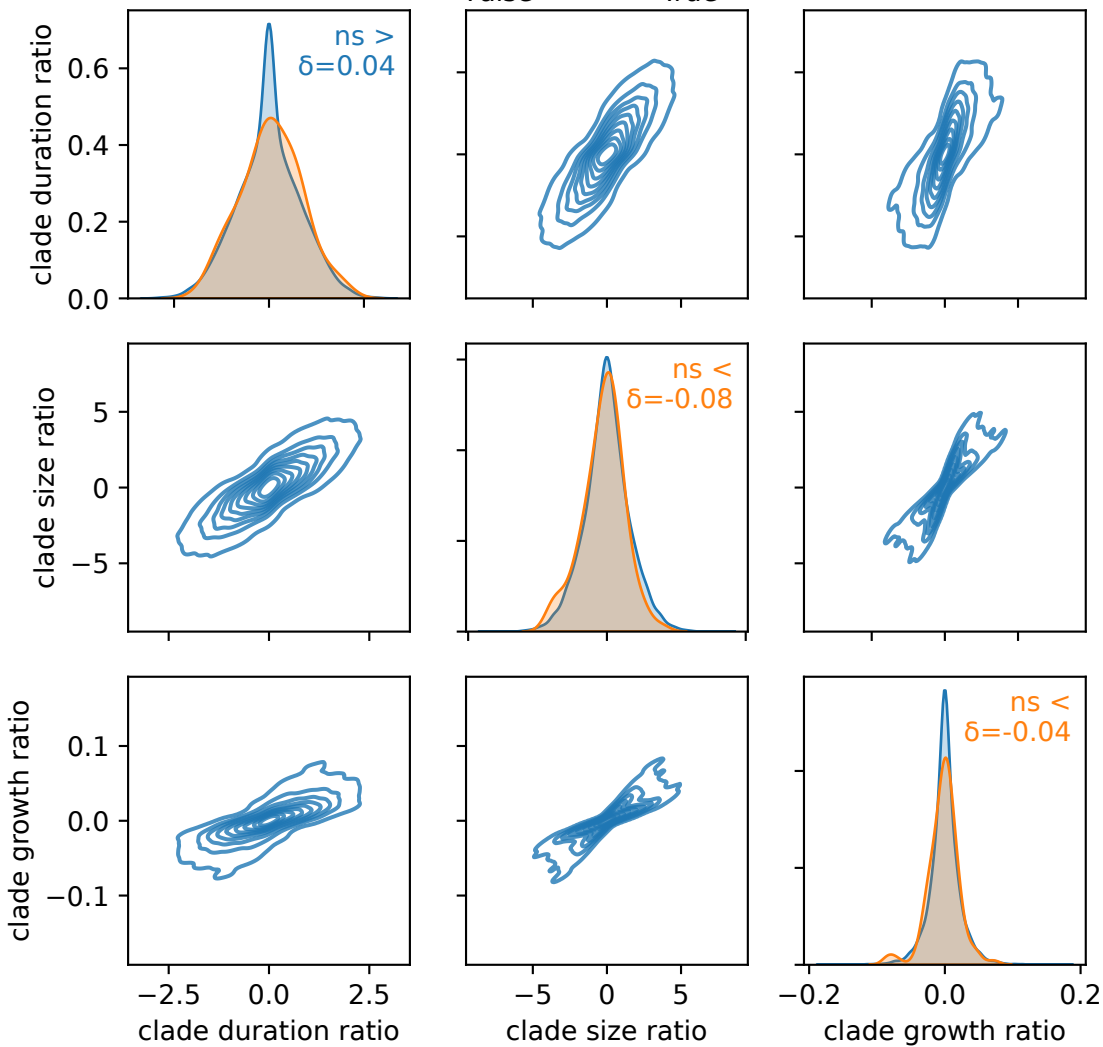 clade duration ratio
0.6
0.4
0.2
0.0
ns >
δ=0.04
clade size ratio
5
0
−5
ns <
δ=-0.08
clade growth ratio
0.1
0.0
−0.1
ns <
δ=-0.04
−2.5 0.0 2.5
−5 0 5
−0.2 0.0 0.2
clade duration ratio
clade size ratio
clade growth ratio